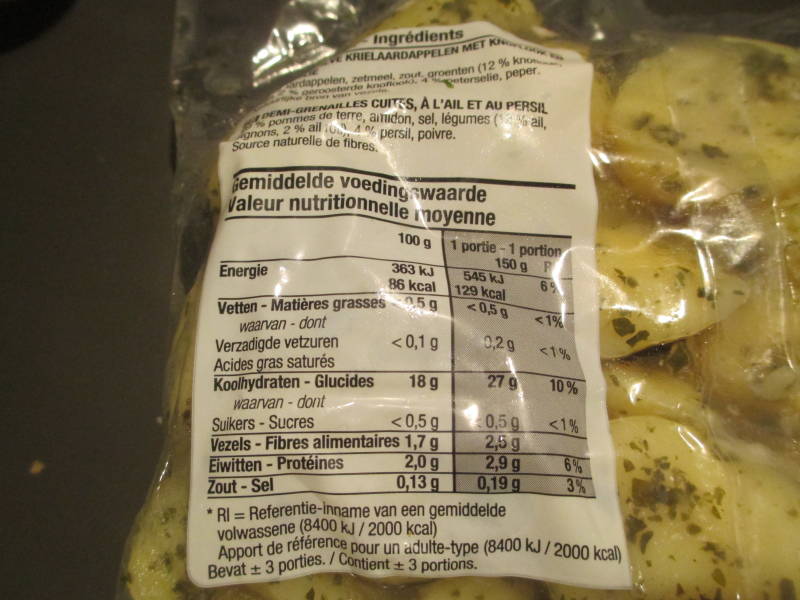 - Ingrédients
KRIELAARDAPPELEN MET
zetmeel, zout, groenten (12 %
2 % geroosterde knoflook), 4 % peterselie, peper.
bron van vezels.
DEMI-GRENAILLES CUITES, À L'AIL ET AU PERSIL
% pommes de terre, amidon, sel, légumes ( % ail,
2 % ail 4 % persil, poivre.
Source naturelle de fibres.
Gemiddelde voedingswaarde
Valeur nutritionnelle moyenne
100 g 1 portie - 1 portion
150 g
Energie 363 kJ 545 kJ 6%
86 kcal 129 kcal
Vetten - Matières grasses < 0,5 g < 0,5 g <1%
waarvan - dont
Verzadigde vetzuren < 0,1 g 0,2 g <1%
Acides gras saturés
Koolhydraten - Glucides 18 g 27 g 10%
waarvan - dont
Suikers - Sucres < 0,5 g < 0,5 g <1%
Vezels - Fibres alimentaires 1,7 g 2,5 g
Eiwitten - Protéines 2,0 g 2,9 g 6%
Zout - Sel 0,13 g 0,19 g 3%
* RI = Referentie-inname van een gemiddelde
volwassene (8400 kJ / 2000 kcal)
Apport de référence pour un adulte-type (8400 kJ / 2000 kcal)
Bevat ± 3 porties. / Contient ± 3 portions.